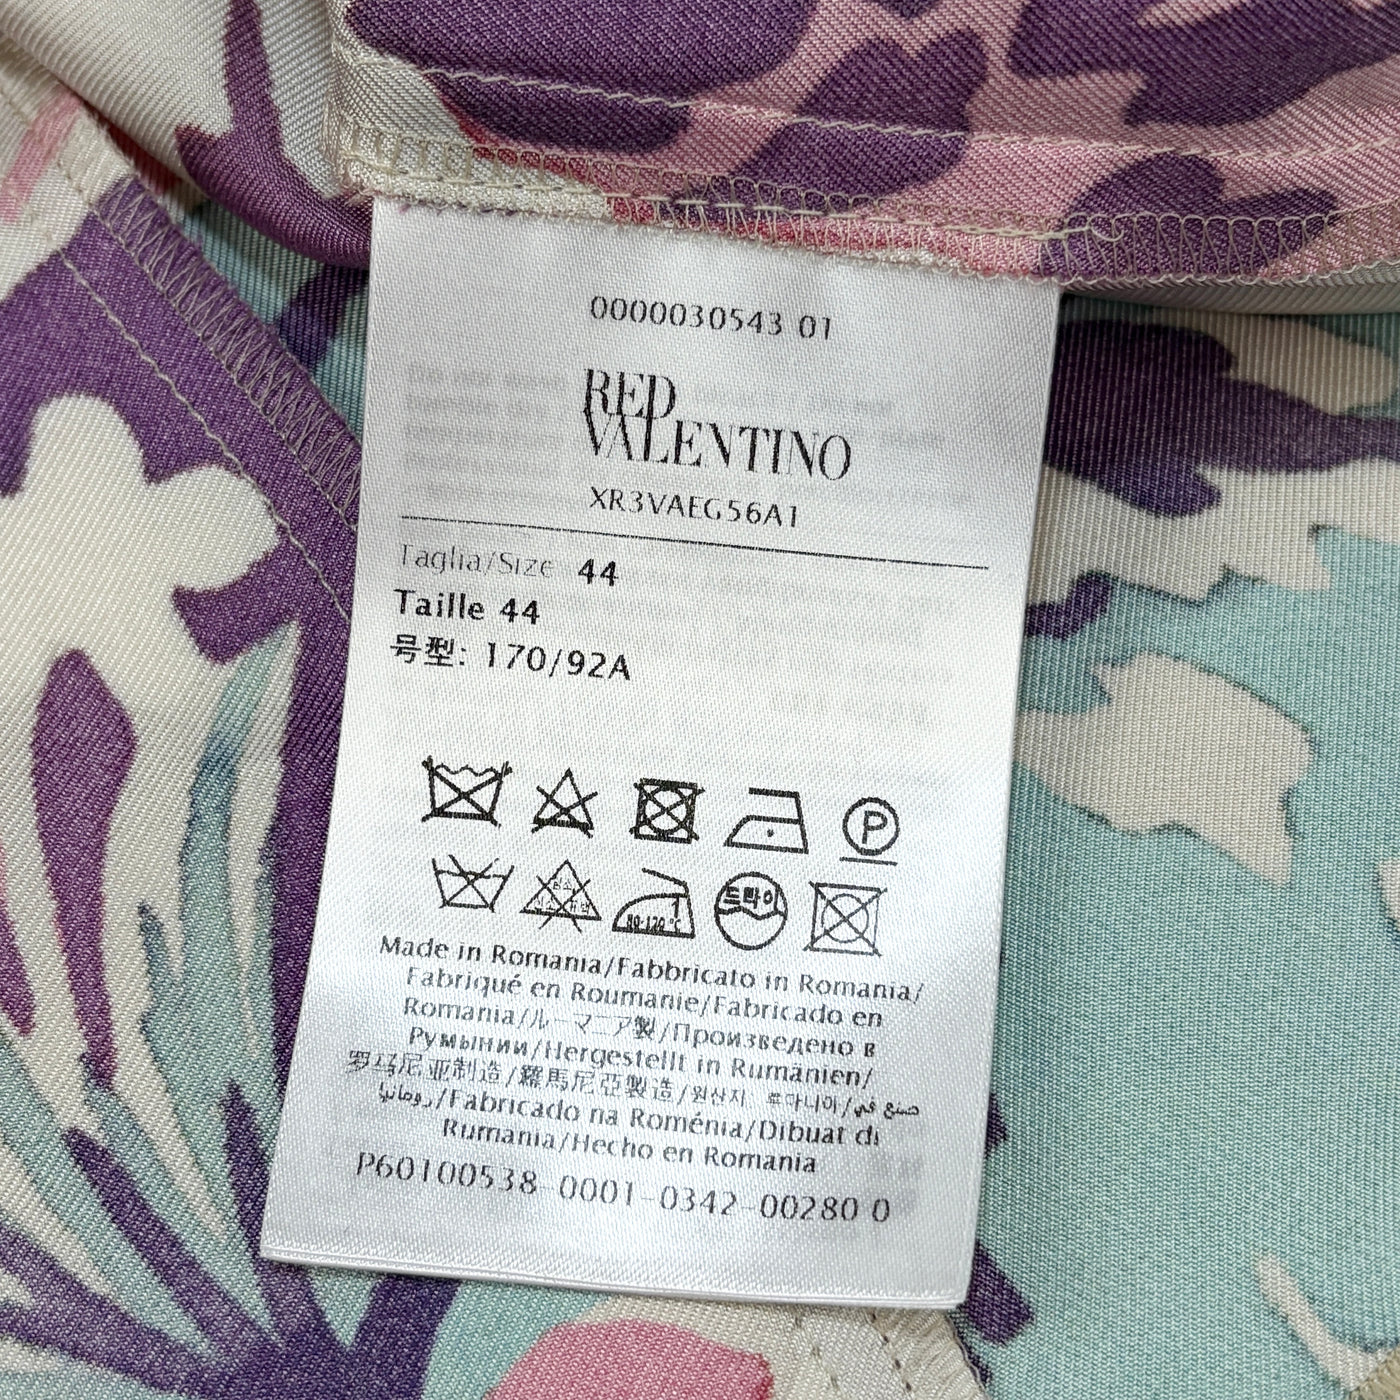 0000030543 01
RED
VALENTINO
XR3VAEG56A1
Taglia/Size 44
Taille 44
号型: 170/92A
P
1
80-120 °C
드라이
Made in Romania/Fabbricato in Romania/
Fabriqué en Roumanie/Fabricado en
Romania/ルーマニア製/Произведено в
Румынии/Hergestellt in Rumänien/
罗马尼亚制造/羅馬尼亞製造/원산지: 루마니아/صنع في
رومانيا/Fabricado na Roménia/Dibuat di
Rumania/Hecho en Romania
P60100538-0001-0342-00280 0